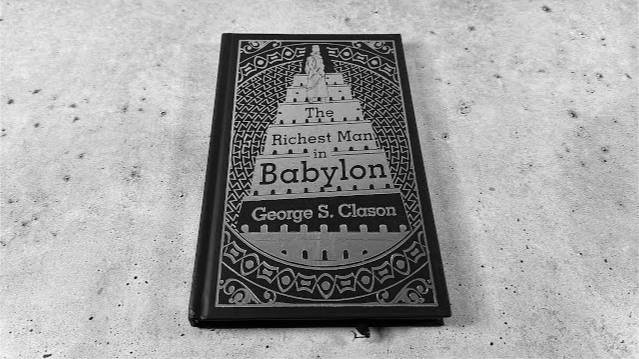 The
Richest Man
in
Babylon
George S. Clason